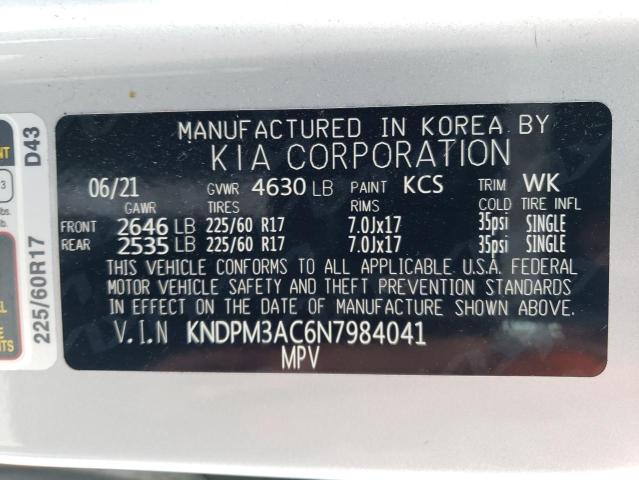 MANUFACTURED IN KOREA BY
KIA CORPORATION
06/21 GVWR 4630 LB PAINT KCS TRIM WK
GAWR TIRES RIMS COLD TIRE INFL
FRONT 2646 LB 225/60 R17 7.0Jx17 35psi SINGLE
REAR 2535 LB 225/60 R17 7.0Jx17 35psi SINGLE
THIS VEHICLE CONFORMS TO ALL APPLICABLE U.S.A. FEDERAL
MOTOR VEHICLE SAFETY AND THEFT PREVENTION STANDARDS
IN EFFECT ON THE DATE OF MANUFACTURE SHOWN ABOVE.
V.I.N KNDPM3AC6N7984041
MPV
225/60R17 D43
3